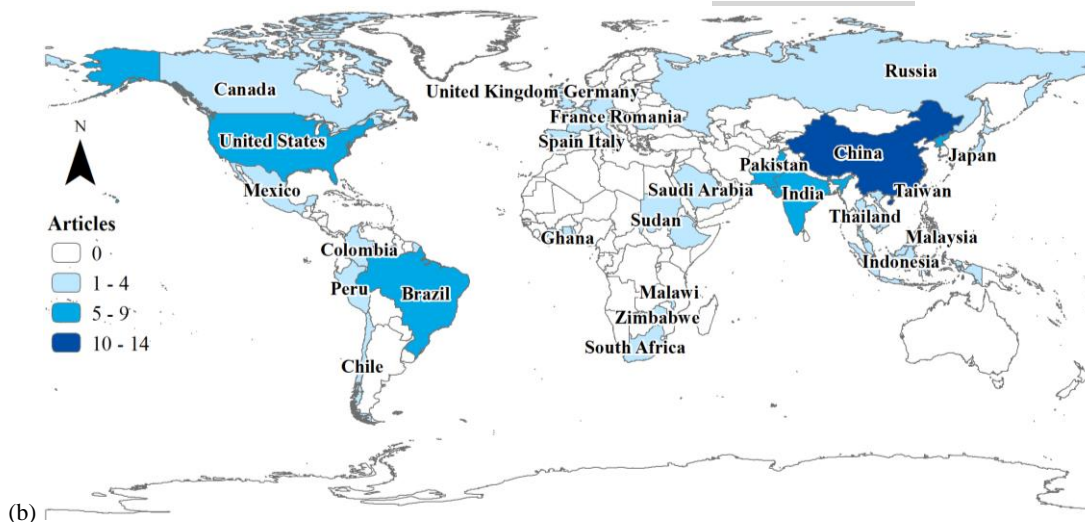 Canada
Russia
United Kingdom Germany
France Romania
Spain Italy
N
United States
China
Japan
Pakistan
Mexico
Saudi Arabia
India
Taiwan
Articles
Sudan
Thailand
0
Ghana
Malaysia
Colombia
Indonesia
1 - 4
Peru
Brazil
Malawi
5 - 9
Zimbabwe
10 - 14
South Africa
Chile
(b)